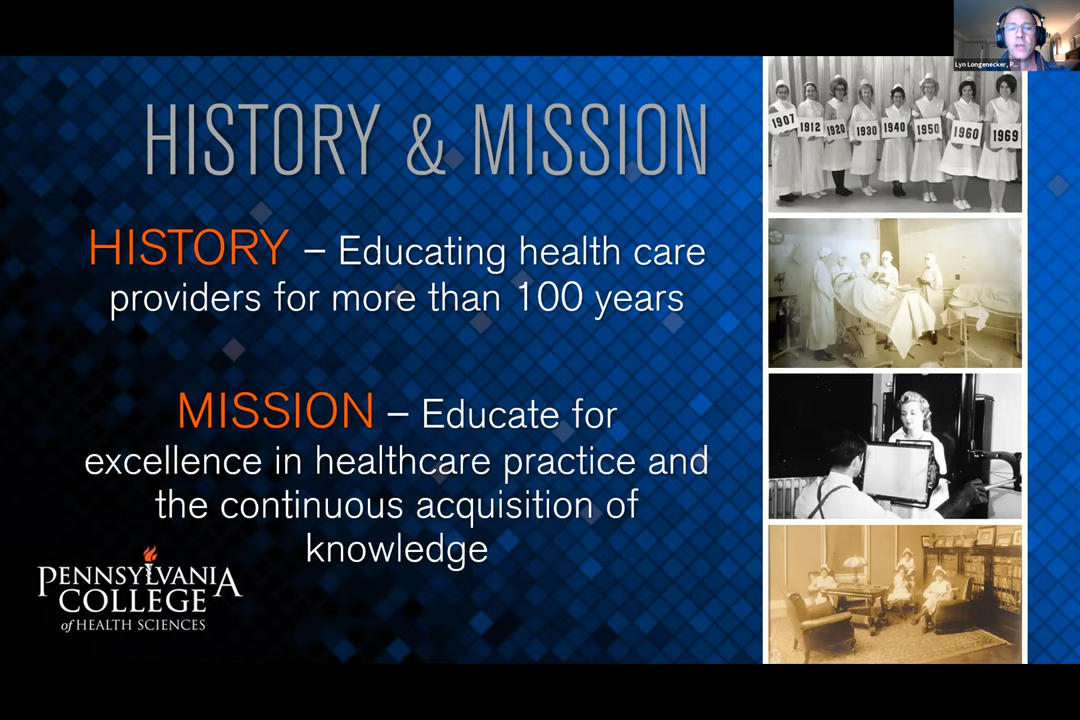 Lyn Longenecker, P...
HISTORY & MISSION
1907 1912 1920 1930 1940 1950 1960 1969
HISTORY – Educating health care
providers for more than 100 years
MISSION – Educate for
excellence in healthcare practice and
the continuous acquisition of
knowledge
PENNSYLVANIA
COLLEGE
of HEALTH SCIENCES